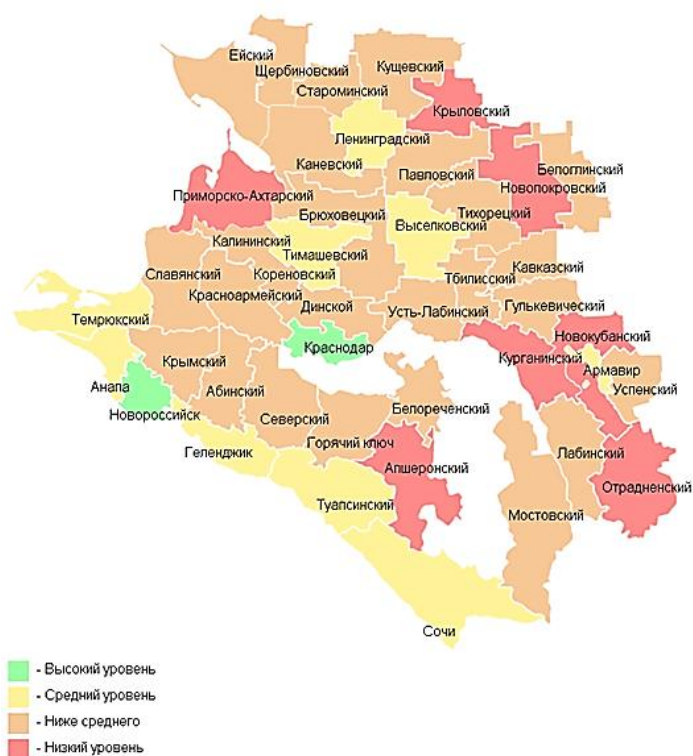 Ейский
Щербиновский
Кущевский
Староминский
Крыловский
Ленинградский
Каневский
Павловский
Белоглинский
Новопокровский
Приморско-Ахтарский
Брюховецкий
Тихорецкий
Выселковский
Калининский
Тимашевский
Славянский
Кореновский
Кавказский
Тбилисский
Красноармейский
Динской
Усть-Лабинский
Гулькевический
Темрюкский
Новокубанский
Краснодар
Курганинский
Крымский
Армавир
Анапа
Абинский
Успенский
Новороссийск
Белореченский
Северский
Горячий ключ
Геленджик
Лабинский
Апшеронский
Отрадненский
Туапсинский
Мостовский
Сочи
- Высокий уровень
- Средний уровень
- Ниже среднего
- Низкий уровень